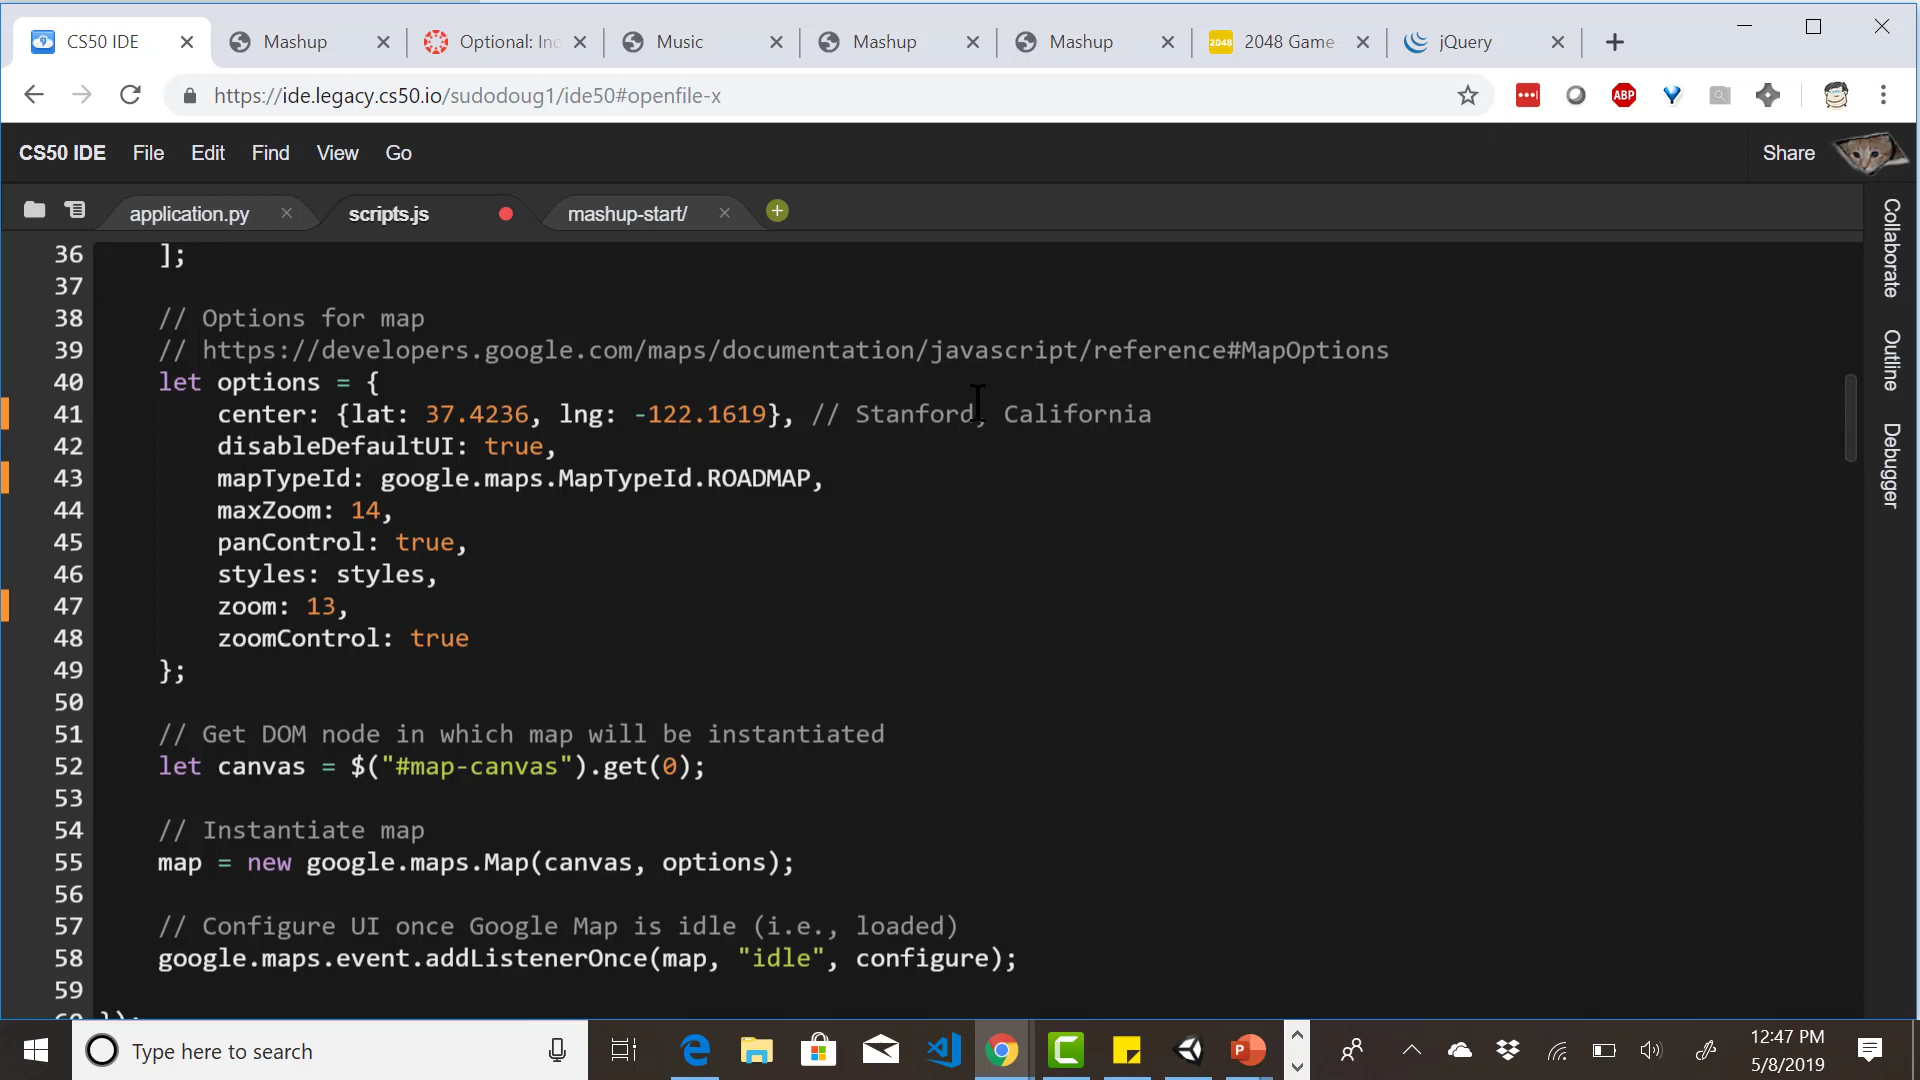 CS50 IDE
Mashup
Optional: Inc
Music
Mashup
Mashup
2048
2048 Game
jQuery
https://ide.legacy.cs50.io/sudodoug1/ide50#openfile-x
ABP
CS50 IDE File Edit Find View Go Share
application.py
scripts.js
mashup-start/
Collaborate
Outline
Debugger
36 ];
37
38 // Options for map
39 // https://developers.google.com/maps/documentation/javascript/reference#MapOptions
40 let options = {
41 center: {lat: 37.4236, lng: -122.1619}, // Stanford, California
42 disableDefaultUI: true,
43 mapTypeId: google.maps.MapTypeId.ROADMAP,
44 maxZoom: 14,
45 panControl: true,
46 styles: styles,
47 zoom: 13,
48 zoomControl: true
49 };
50
51 // Get DOM node in which map will be instantiated
52 let canvas = $("#map-canvas").get(0);
53
54 // Instantiate map
55 map = new google.maps.Map(canvas, options);
56
57 // Configure UI once Google Map is idle (i.e., loaded)
58 google.maps.event.addListenerOnce(map, "idle", configure);
59
60 });
Type here to search
12:47 PM
5/8/2019